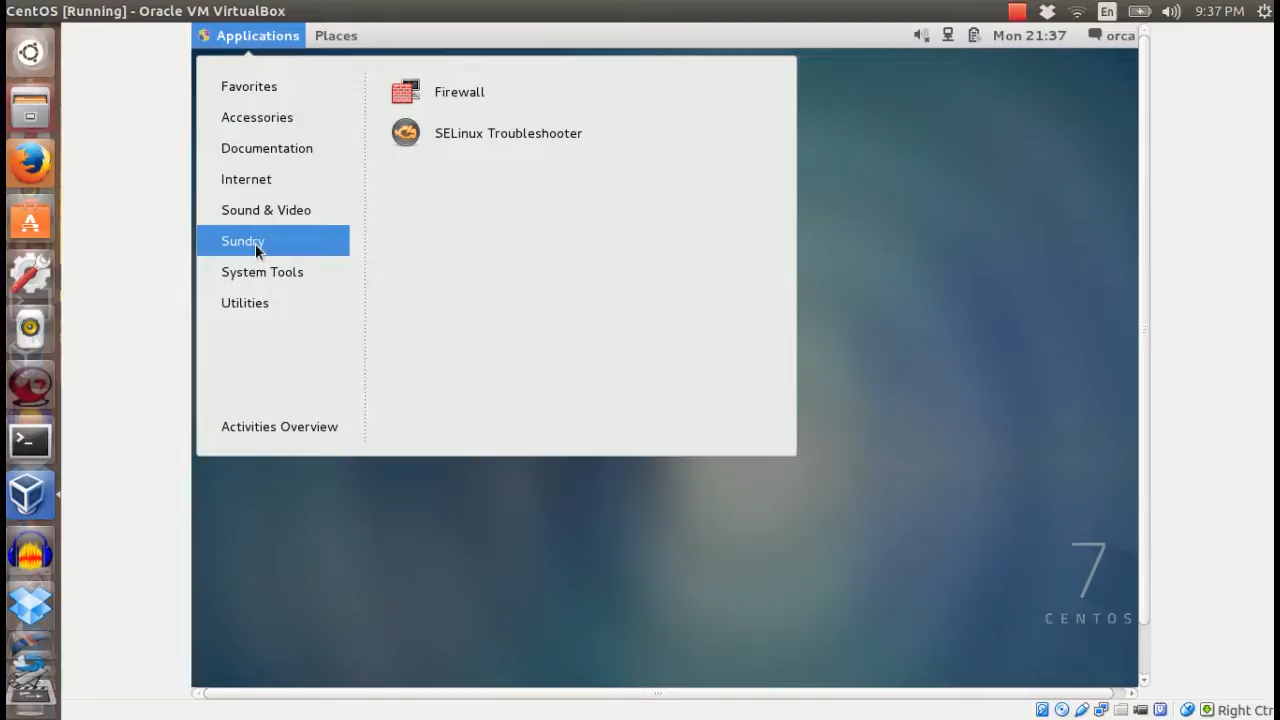 CentOS [Running] - Oracle VM VirtualBox
En
9:37 PM
Applications
Places
Mon 21:37
orca
Favorites
Accessories
Documentation
Internet
Sound & Video
Sundry
System Tools
Utilities
Activities Overview
Firewall
SELinux Troubleshooter
7
CENTOS
Right Ctr